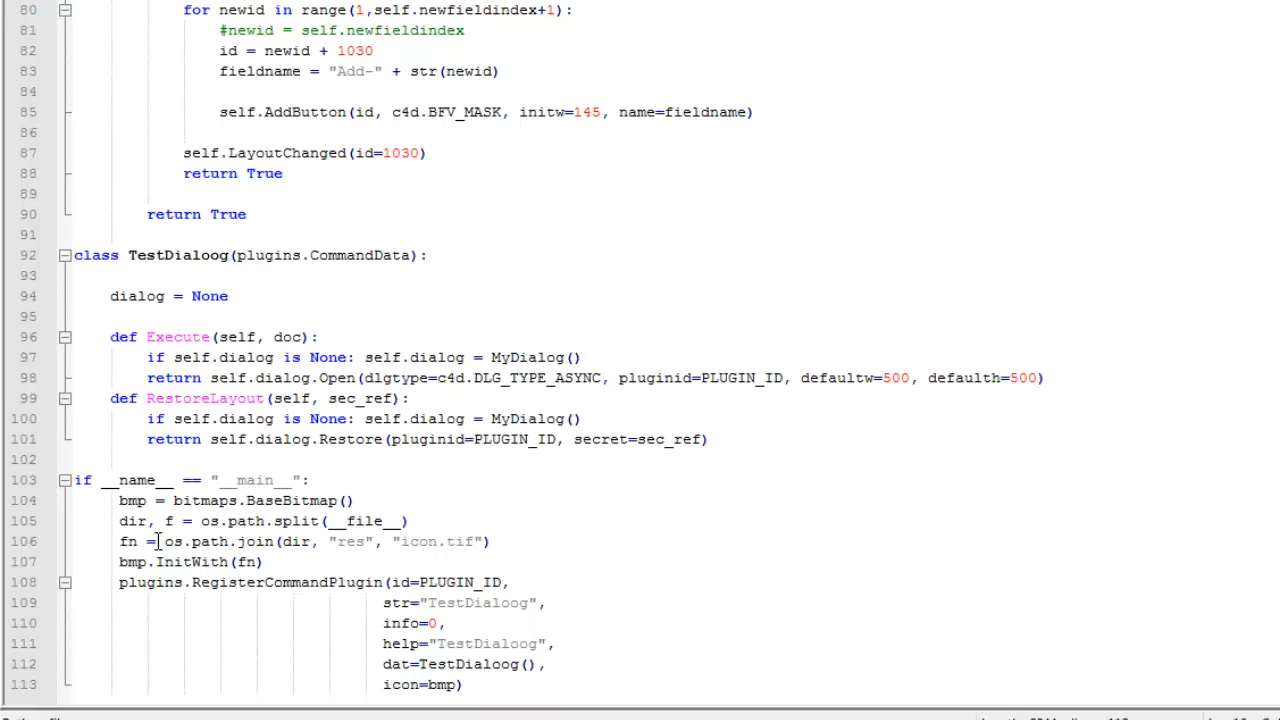 80 for newid in range(1,self.newfieldindex+1):
81 #newid = self.newfieldindex
82 id = newid + 1030
83 fieldname = "Add-" + str(newid)
84
85 self.AddButton(id, c4d.BFV_MASK, initw=145, name=fieldname)
86
87 self.LayoutChanged(id=1030)
88 return True
89
90 return True
91
92 class TestDialoog(plugins.CommandData):
93
94 dialog = None
95
96 def Execute(self, doc):
97 if self.dialog is None: self.dialog = MyDialog()
98 return self.dialog.Open(dlgtype=c4d.DLG_TYPE_ASYNC, pluginid=PLUGIN_ID, defaultw=500, defaulth=500)
99 def RestoreLayout(self, sec_ref):
100 if self.dialog is None: self.dialog = MyDialog()
101 return self.dialog.Restore(pluginid=PLUGIN_ID, secret=sec_ref)
102
103 if __name__ == "__main__":
104 bmp = bitmaps.BaseBitmap()
105 dir, f = os.path.split(__file__)
106 fn = os.path.join(dir, "res", "icon.tif")
107 bmp.InitWith(fn)
108 plugins.RegisterCommandPlugin(id=PLUGIN_ID,
109 str="TestDialoog",
110 info=0,
111 help="TestDialoog",
112 dat=TestDialoog(),
113 icon=bmp)